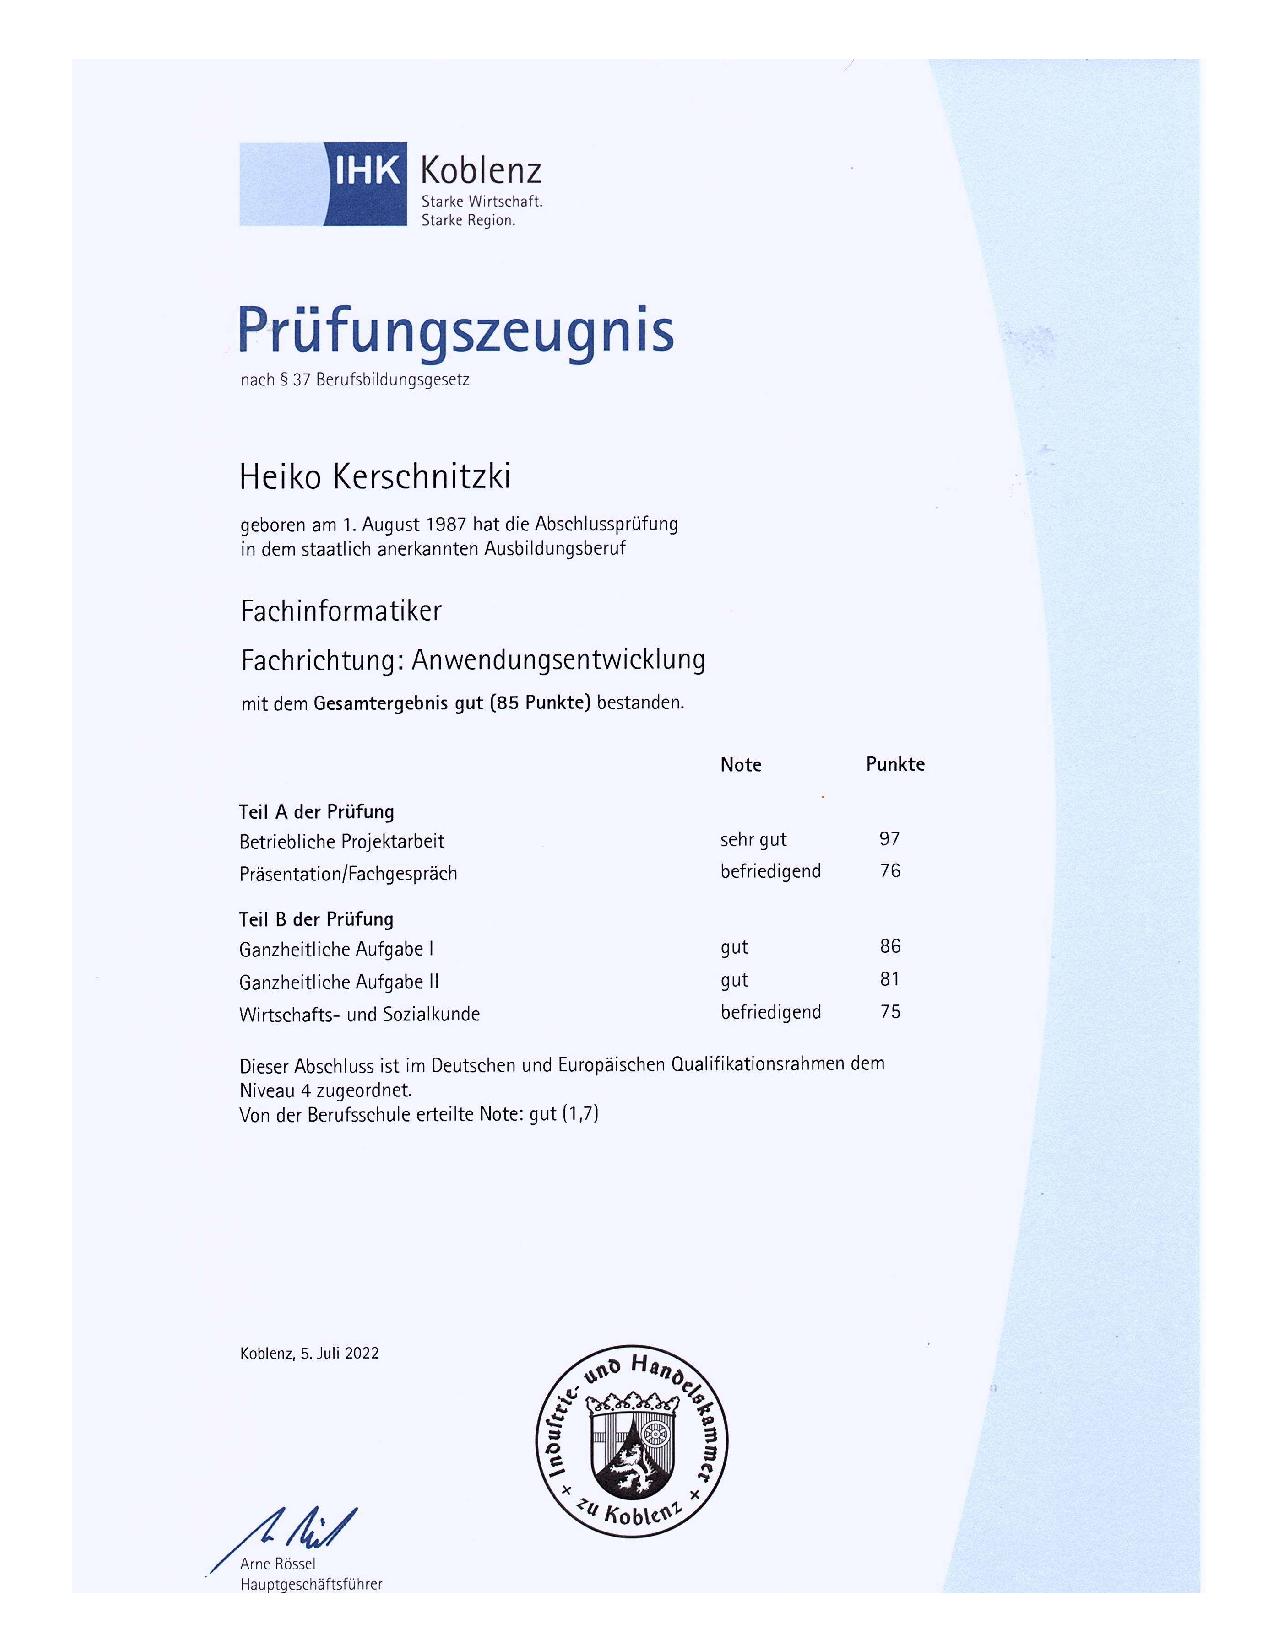 IHK Koblenz
Starke Wirtschaft.
Starke Region.
Prüfungszeugnis
nach § 37 Berufsbildungsgesetz
Heiko Kerschnitzki
geboren am 1. August 1987 hat die Abschlussprüfung
in dem staatlich anerkannten Ausbildungsberuf
Fachinformatiker
Fachrichtung: Anwendungsentwicklung
mit dem Gesamtergebnis gut (85 Punkte) bestanden.
Note Punkte
Teil A der Prüfung
Betriebliche Projektarbeit sehr gut 97
Präsentation/Fachgespräch befriedigend 76
Teil B der Prüfung
Ganzheitliche Aufgabe I gut 86
Ganzheitliche Aufgabe II gut 81
Wirtschafts- und Sozialkunde befriedigend 75
Dieser Abschluss ist im Deutschen und Europäischen Qualifikationsrahmen dem
Niveau 4 zugeordnet.
Von der Berufsschule erteilte Note: gut (1,7)
Koblenz, 5. Juli 2022
Industrie- und Handelskammer
zu Koblenz
Arne Rössel
Hauptgeschäftsführer